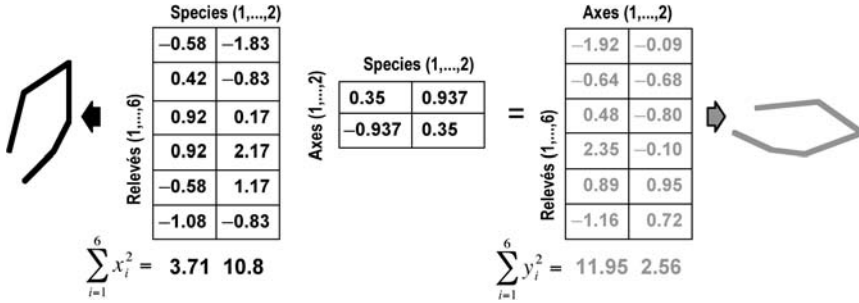 Species (1,...,2)
Relevés (1,...,6)
−0.58 −1.83
0.42 −0.83
0.92 0.17
0.92 2.17
−0.58 1.17
−1.08 −0.83
6
∑ x_i^2 = 3.71 10.8
i=1
Species (1,...,2)
Axes (1,...,2)
0.35 0.937
−0.937 0.35
=
Axes (1,...,2)
Relevés (1,...,6)
−1.92 −0.09
−0.64 −0.68
0.48 −0.80
2.35 −0.10
0.89 0.95
−1.16 0.72
6
∑ y_i^2 = 11.95 2.56
i=1